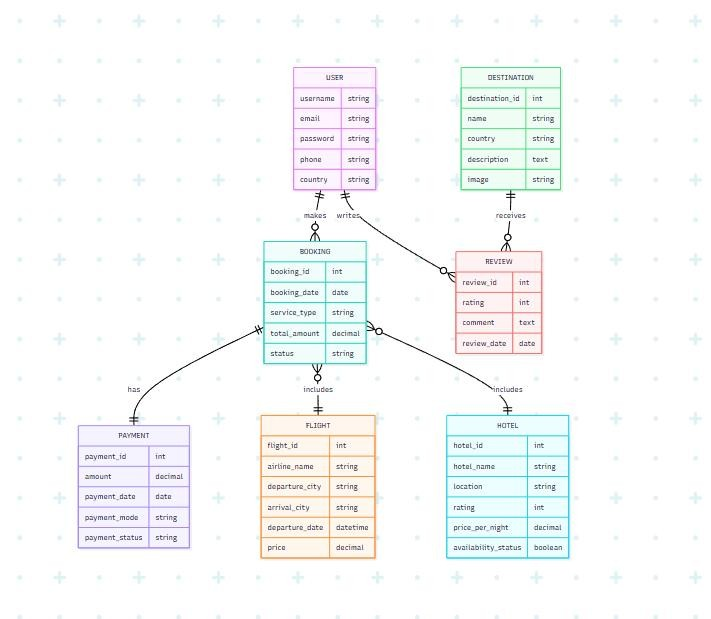 USER
username string
email string
password string
phone string
country string
DESTINATION
destination_id int
name string
country string
description text
image string
makes
writes
receives
BOOKING
booking_id int
booking_date date
service_type string
total_amount decimal
status string
REVIEW
review_id int
rating int
comment text
review_date date
has
includes
includes
PAYMENT
payment_id int
amount decimal
payment_date date
payment_mode string
payment_status string
FLIGHT
flight_id int
airline_name string
departure_city string
arrival_city string
departure_date datetime
price decimal
HOTEL
hotel_id int
hotel_name string
location string
rating int
price_per_night decimal
availability_status boolean